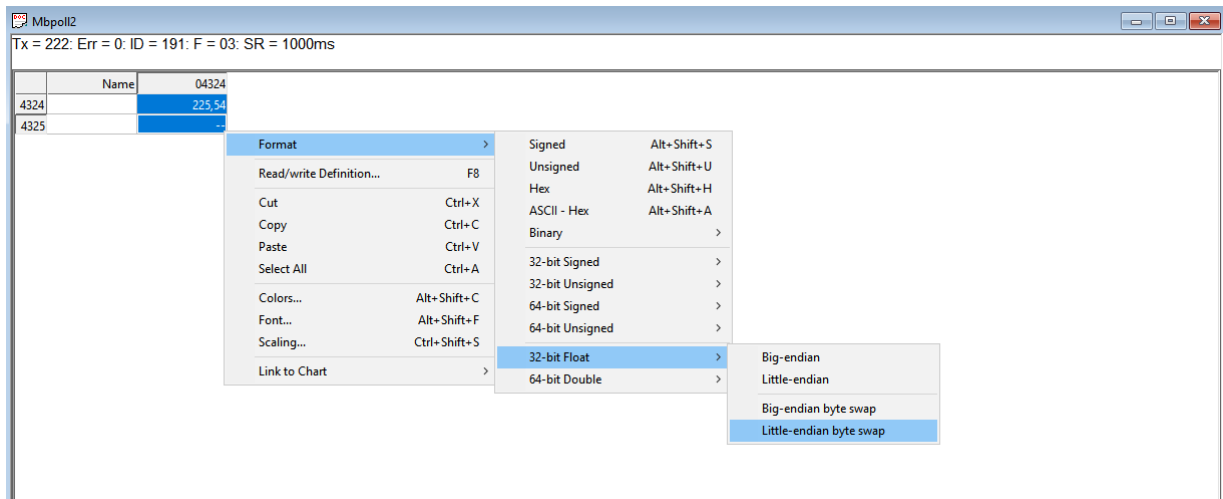 Mbpoll2
Tx = 222: Err = 0: ID = 191: F = 03: SR = 1000ms
Name 04324
4324 225,54
4325 --
Format >
Read/write Definition... F8
Cut Ctrl+X
Copy Ctrl+C
Paste Ctrl+V
Select All Ctrl+A
Colors... Alt+Shift+C
Font... Alt+Shift+F
Scaling... Ctrl+Shift+S
Link to Chart >
Signed Alt+Shift+S
Unsigned Alt+Shift+U
Hex Alt+Shift+H
ASCII - Hex Alt+Shift+A
Binary >
32-bit Signed >
32-bit Unsigned >
64-bit Signed >
64-bit Unsigned >
32-bit Float >
64-bit Double >
Big-endian
Little-endian
Big-endian byte swap
Little-endian byte swap